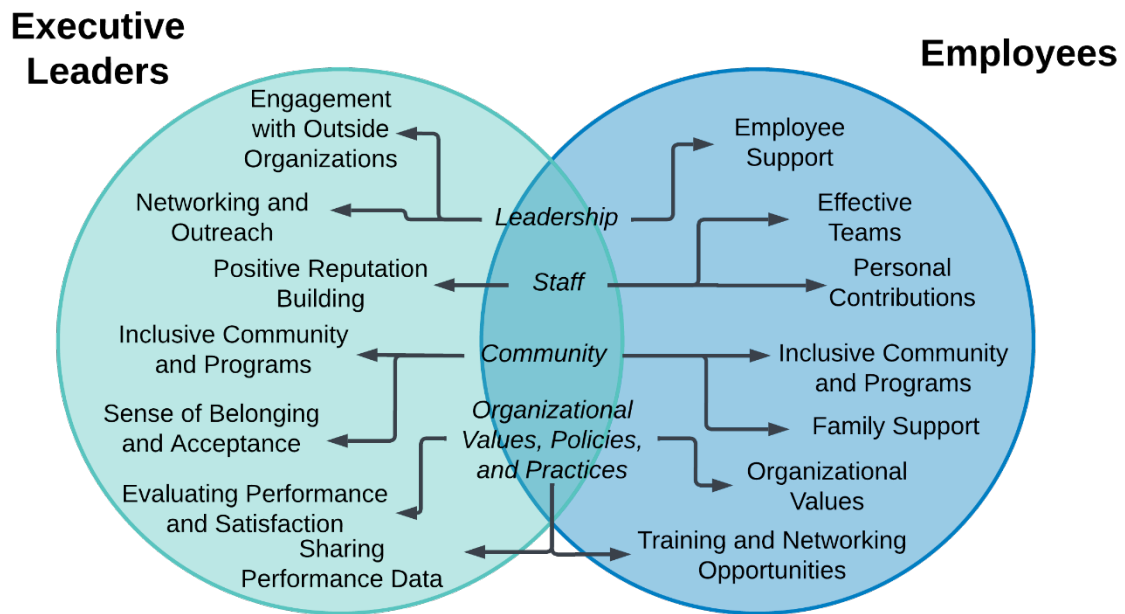 Executive
Leaders
Employees
Engagement
with Outside
Organizations
Networking and
Outreach
Positive Reputation
Building
Inclusive Community
and Programs
Sense of Belonging
and Acceptance
Evaluating Performance
and Satisfaction
Sharing
Performance Data
Leadership
Staff
Community
Organizational
Values, Policies,
and Practices
Employee
Support
Effective
Teams
Personal
Contributions
Inclusive Community
and Programs
Family Support
Organizational
Values
Training and Networking
Opportunities